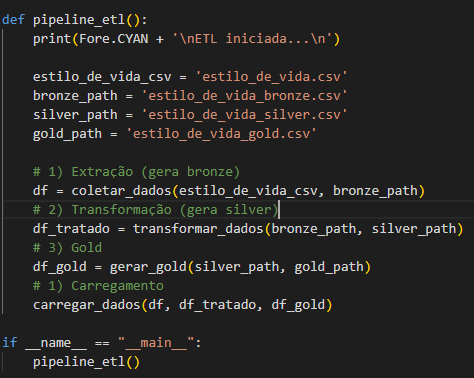 def pipeline_etl():
    print(Fore.CYAN + '\nETL iniciada...\n')

    estilo_de_vida_csv = 'estilo_de_vida.csv'
    bronze_path = 'estilo_de_vida_bronze.csv'
    silver_path = 'estilo_de_vida_silver.csv'
    gold_path = 'estilo_de_vida_gold.csv'

    # 1) Extração (gera bronze)
    df = coletar_dados(estilo_de_vida_csv, bronze_path)
    # 2) Transformação (gera silver)
    df_tratado = transformar_dados(bronze_path, silver_path)
    # 3) Gold
    df_gold = gerar_gold(silver_path, gold_path)
    # 1) Carregamento
    carregar_dados(df, df_tratado, df_gold)

if __name__ == "__main__":
    pipeline_etl()